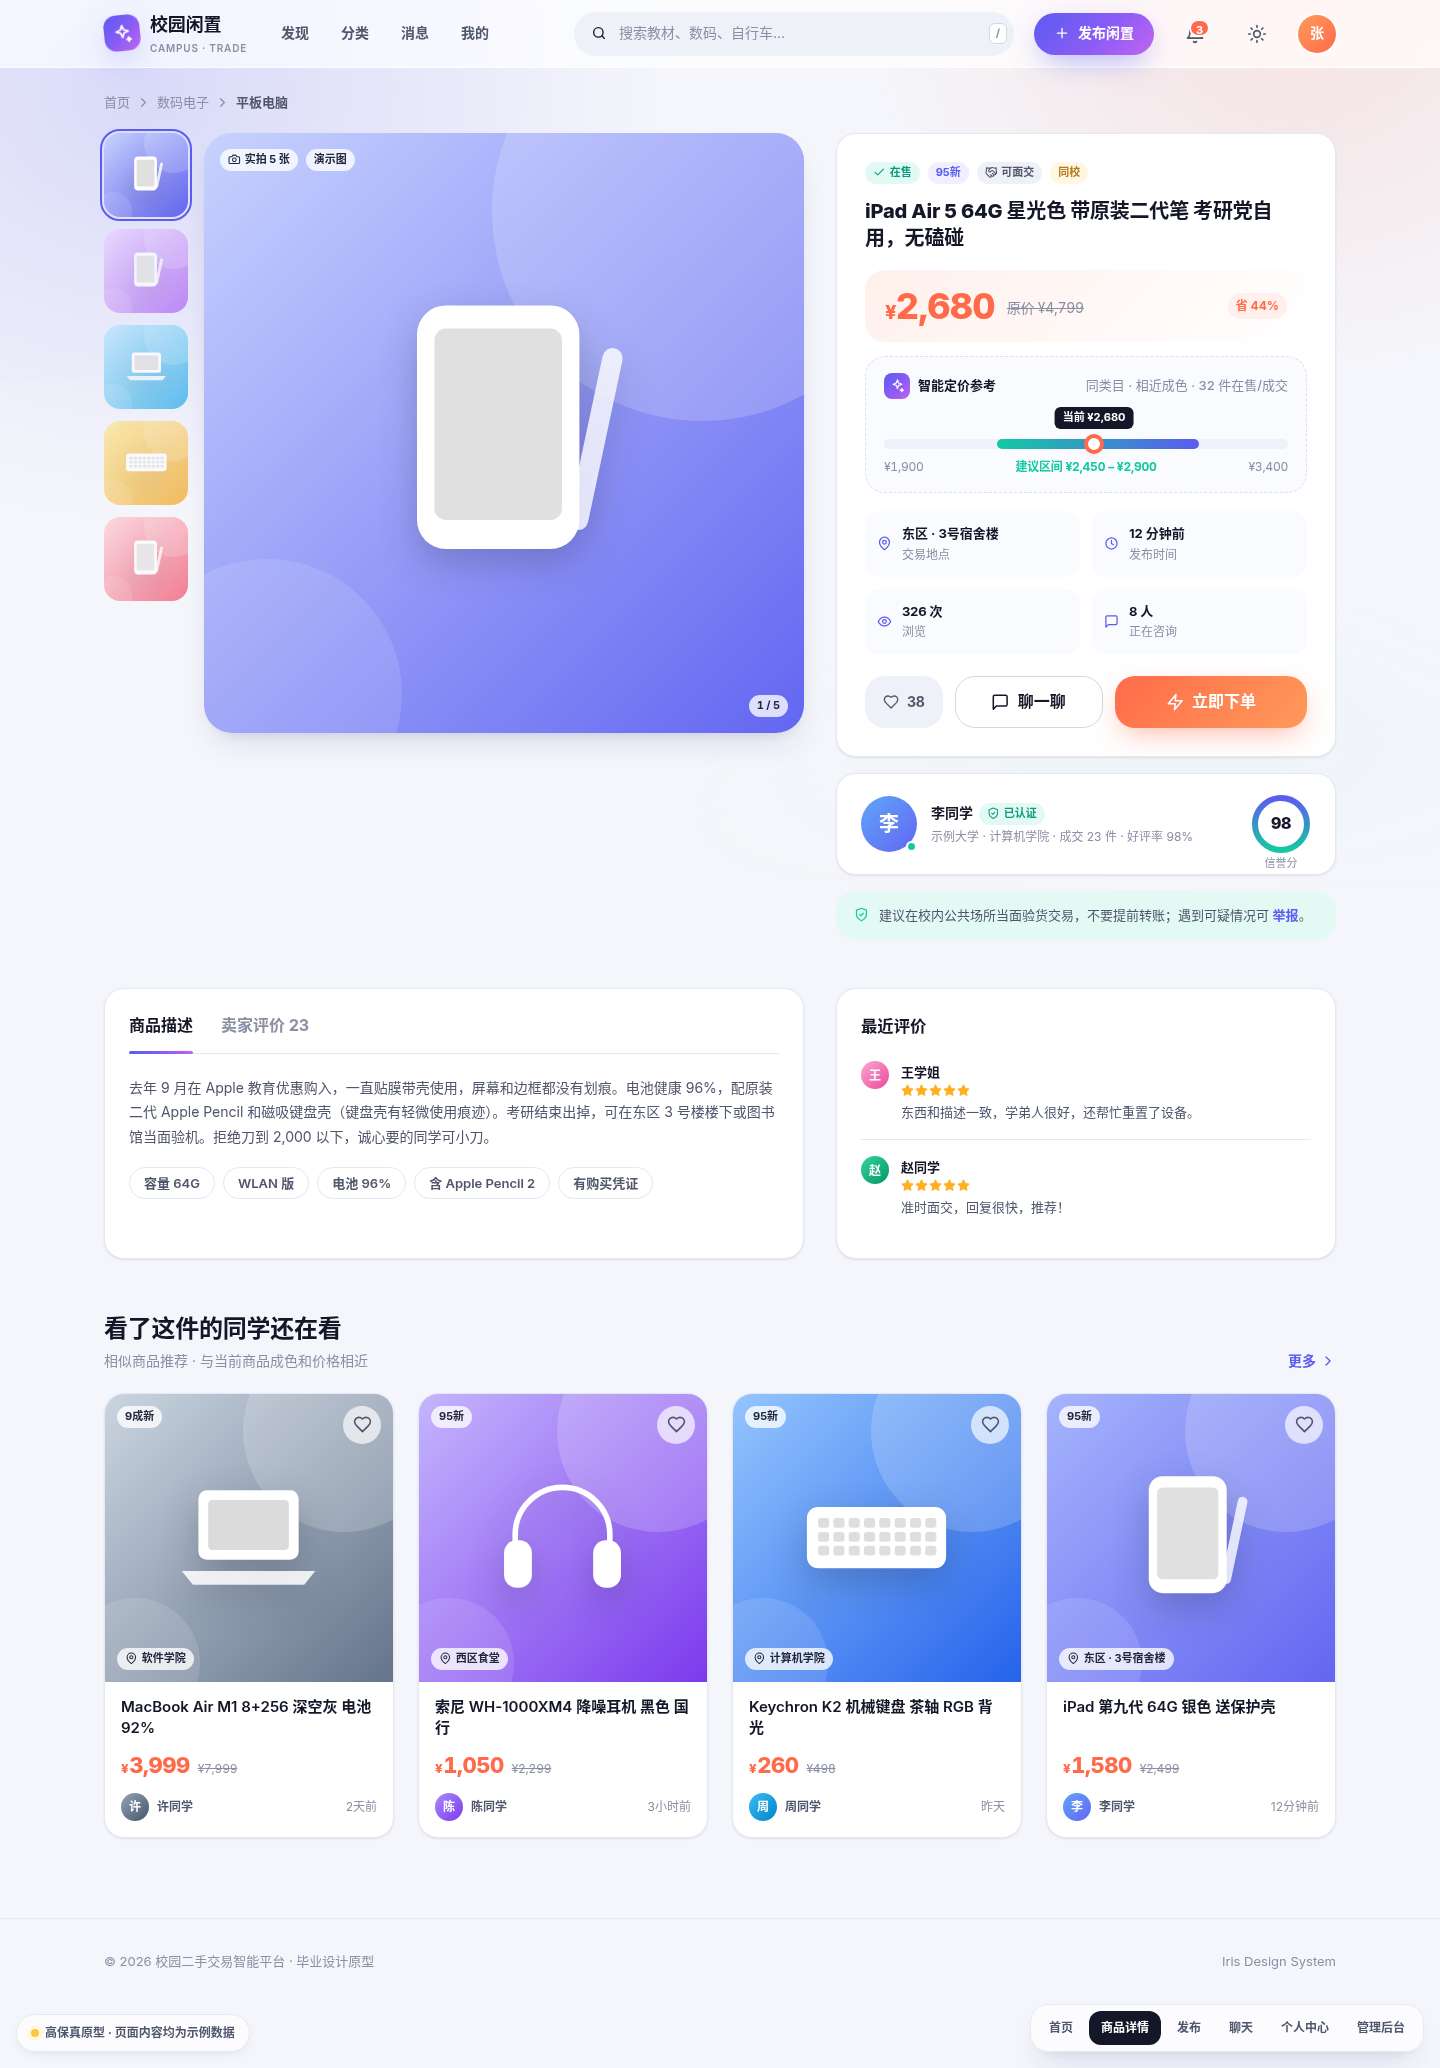 校园闲置
CAMPUS · TRADE
发现 分类 消息 我的
搜索教材、数码、自行车... /
发布闲置
3
张
首页 > 数码电子 > 平板电脑
实拍 5 张 演示图
1 / 5
在售 95新 可面交 同校
iPad Air 5 64G 星光色 带原装二代笔 考研党自
用，无磕碰
¥2,680 原价 ¥4,799 省 44%
智能定价参考 同类目 · 相近成色 · 32 件在售/成交
当前 ¥2,680
¥1,900 建议区间 ¥2,450 – ¥2,900 ¥3,400
东区 · 3号宿舍楼
交易地点
12 分钟前
发布时间
326 次
浏览
8 人
正在咨询
38 聊一聊 立即下单
李
李同学 已认证
示例大学 · 计算机学院 · 成交 23 件 · 好评率 98%
98
信誉分
建议在校内公共场所当面验货交易，不要提前转账；遇到可疑情况可 举报。
商品描述 卖家评价 23
去年 9 月在 Apple 教育优惠购入，一直贴膜带壳使用，屏幕和边框都没有划痕。电池健康 96%，配原装
二代 Apple Pencil 和磁吸键盘壳（键盘壳有轻微使用痕迹）。考研结束出掉，可在东区 3 号楼楼下或图书
馆当面验机。拒绝刀到 2,000 以下，诚心要的同学可小刀。
容量 64G WLAN 版 电池 96% 含 Apple Pencil 2 有购买凭证
最近评价
王 王学姐
东西和描述一致，学弟人很好，还帮忙重置了设备。
赵 赵同学
准时面交，回复很快，推荐！
看了这件的同学还在看
相似商品推荐 · 与当前商品成色和价格相近 更多 >
9成新
软件学院
MacBook Air M1 8+256 深空灰 电池
92%
¥3,999 ¥7,999
许 许同学 2天前
95新
西区食堂
索尼 WH-1000XM4 降噪耳机 黑色 国
行
¥1,050 ¥2,299
陈 陈同学 3小时前
95新
计算机学院
Keychron K2 机械键盘 茶轴 RGB 背
光
¥260 ¥498
周 周同学 昨天
95新
东区 · 3号宿舍楼
iPad 第九代 64G 银色 送保护壳
¥1,580 ¥2,499
李 李同学 12分钟前
© 2026 校园二手交易智能平台 · 毕业设计原型 Iris Design System
高保真原型 · 页面内容均为示例数据
首页 商品详情 发布 聊天 个人中心 管理后台